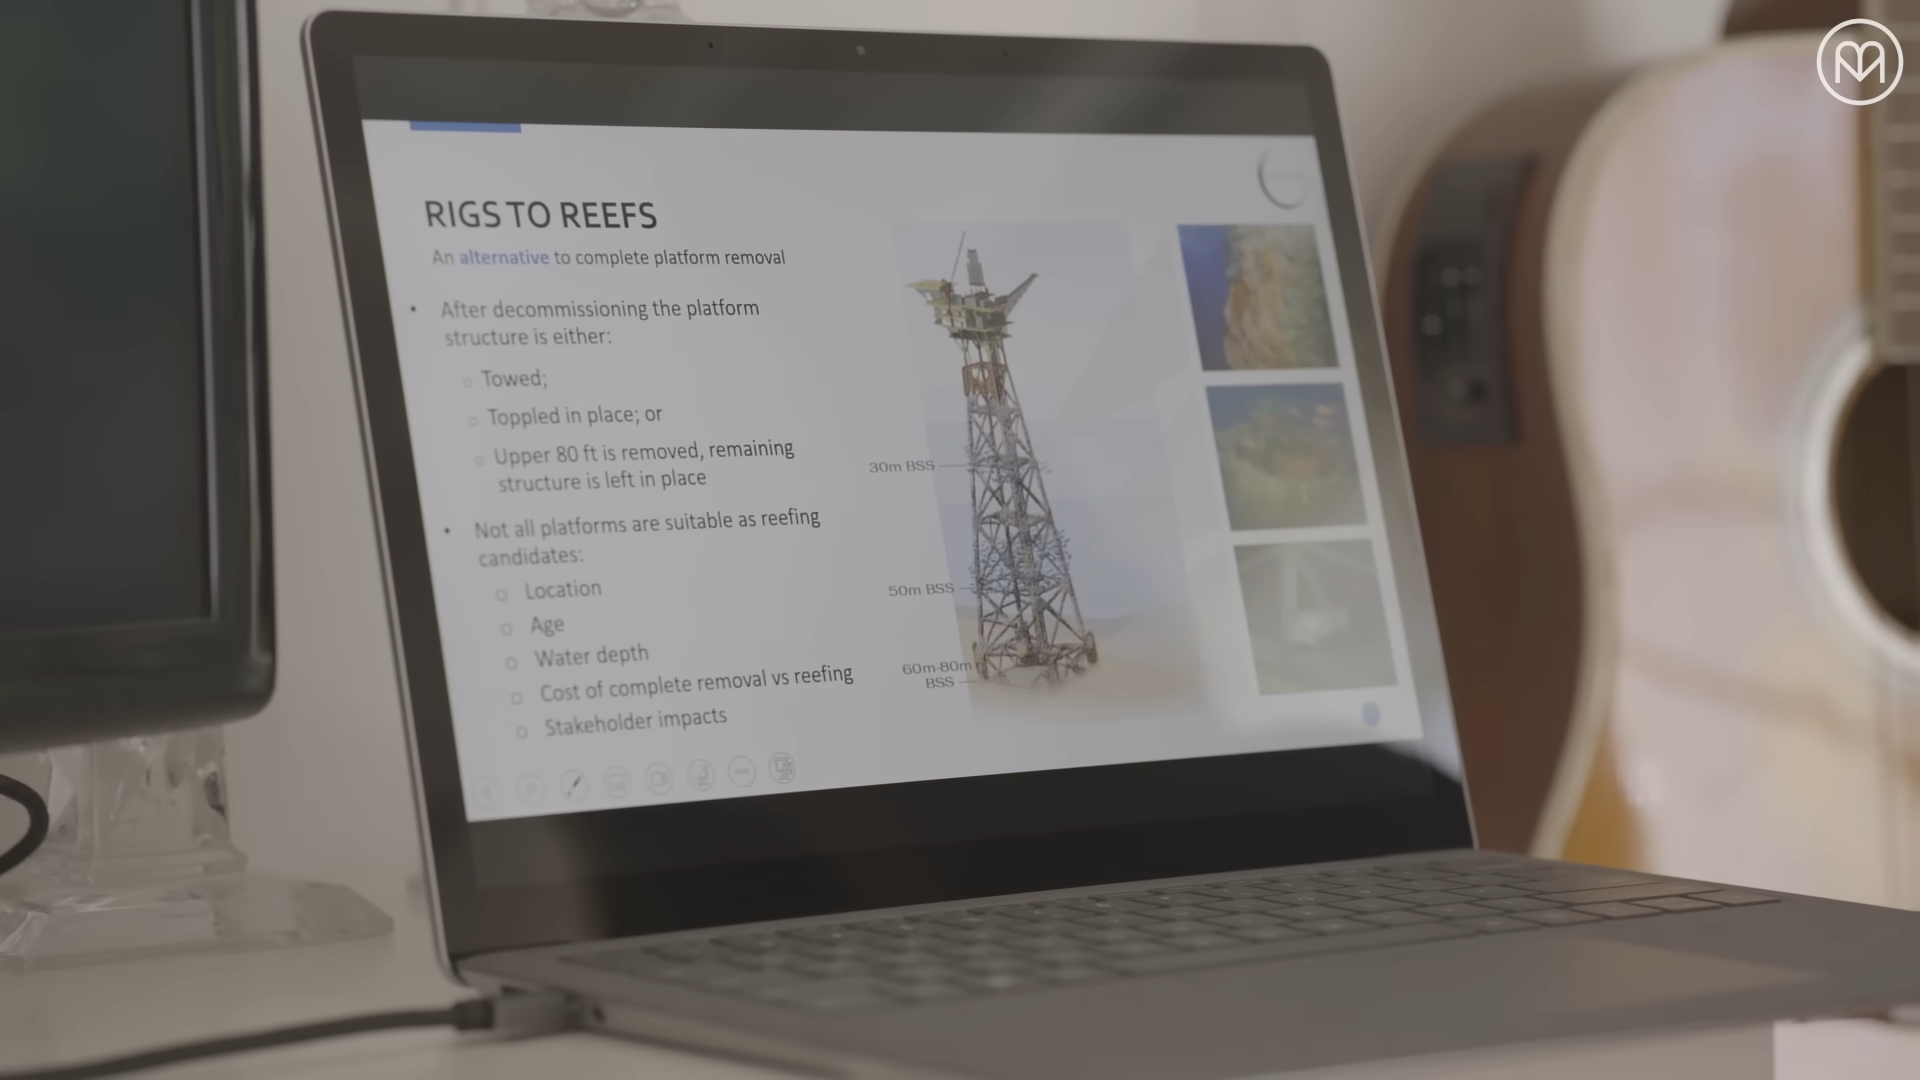 RIGS TO REEFS
An alternative to complete platform removal
• After decommissioning the platform
structure is either:
○ Towed;
○ Toppled in place; or
○ Upper 80 ft is removed, remaining
structure is left in place
• Not all platforms are suitable as reefing
candidates:
○ Location
○ Age
○ Water depth
○ Cost of complete removal vs reefing
○ Stakeholder impacts
30m BSS
50m BSS
60m-80m
BSS